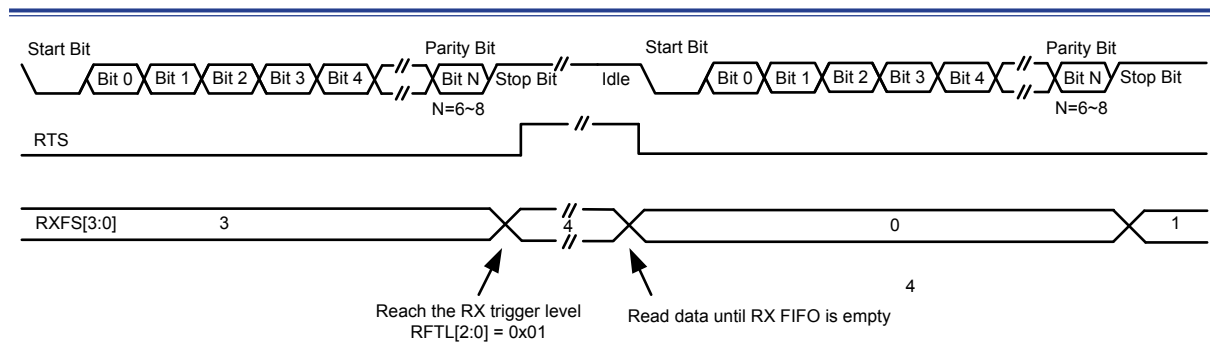 Start Bit Parity Bit Start Bit Parity Bit
Bit 0 Bit 1 Bit 2 Bit 3 Bit 4 Bit N Stop Bit Idle Bit 0 Bit 1 Bit 2 Bit 3 Bit 4 Bit N Stop Bit
N=6~8 N=6~8
RTS
RXFS[3:0] 3 4 0 1
4
Reach the RX trigger level
RFTL[2:0] = 0x01
Read data until RX FIFO is empty